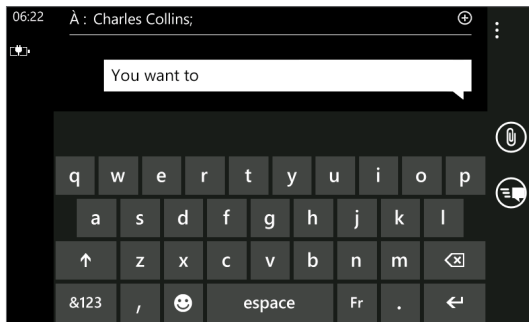 06:22
À : Charles Collins;
You want to
q w e r t y u i o p
a s d f g h j k l
z x c v b n m
&123 , espace Fr .